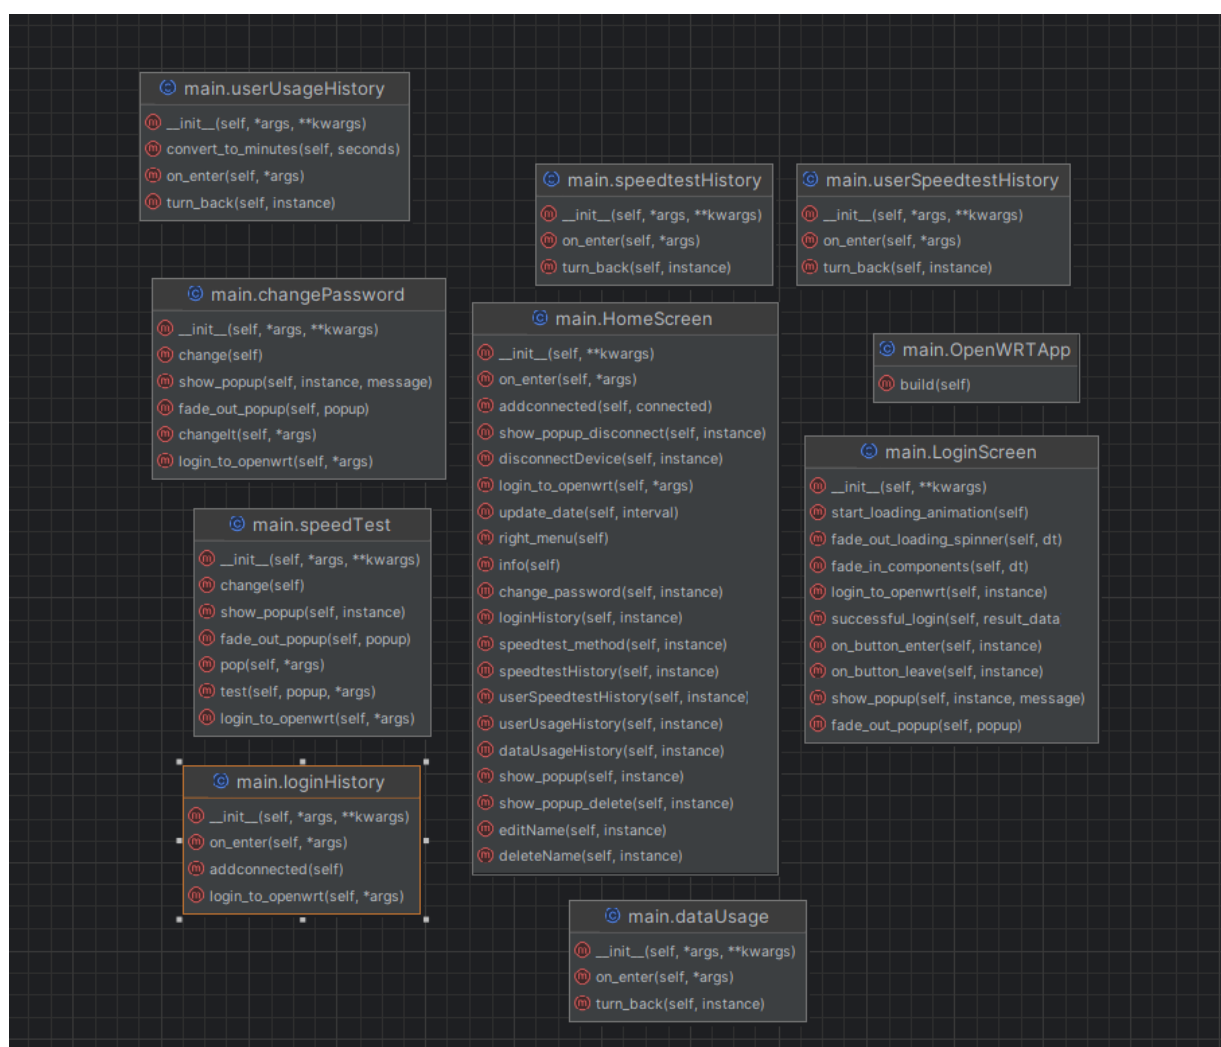 main.userUsageHistory
__init__(self, *args, **kwargs)
convert_to_minutes(self, seconds)
on_enter(self, *args)
turn_back(self, instance)
main.speedtestHistory
__init__(self, *args, **kwargs)
on_enter(self, *args)
turn_back(self, instance)
main.userSpeedtestHistory
__init__(self, *args, **kwargs)
on_enter(self, *args)
turn_back(self, instance)
main.changePassword
__init__(self, *args, **kwargs)
change(self)
show_popup(self, instance, message)
fade_out_popup(self, popup)
changeIt(self, *args)
login_to_openwrt(self, *args)
main.HomeScreen
__init__(self, **kwargs)
on_enter(self, *args)
addconnected(self, connected)
show_popup_disconnect(self, instance)
disconnectDevice(self, instance)
login_to_openwrt(self, *args)
update_date(self, interval)
right_menu(self)
info(self)
change_password(self, instance)
loginHistory(self, instance)
speedtest_method(self, instance)
speedtestHistory(self, instance)
userSpeedtestHistory(self, instance)
userUsageHistory(self, instance)
dataUsageHistory(self, instance)
show_popup(self, instance)
show_popup_delete(self, instance)
editName(self, instance)
deleteName(self, instance)
main.OpenWRTApp
build(self)
main.LoginScreen
__init__(self, **kwargs)
start_loading_animation(self)
fade_out_loading_spinner(self, dt)
fade_in_components(self, dt)
login_to_openwrt(self, instance)
successful_login(self, result_data
on_button_enter(self, instance)
on_button_leave(self, instance)
show_popup(self, instance, message)
fade_out_popup(self, popup)
main.speedTest
__init__(self, *args, **kwargs)
change(self)
show_popup(self, instance)
fade_out_popup(self, popup)
pop(self, *args)
test(self, popup, *args)
login_to_openwrt(self, *args)
main.loginHistory
__init__(self, *args, **kwargs)
on_enter(self, *args)
addconnected(self)
login_to_openwrt(self, *args)
main.dataUsage
__init__(self, *args, **kwargs)
on_enter(self, *args)
turn_back(self, instance)